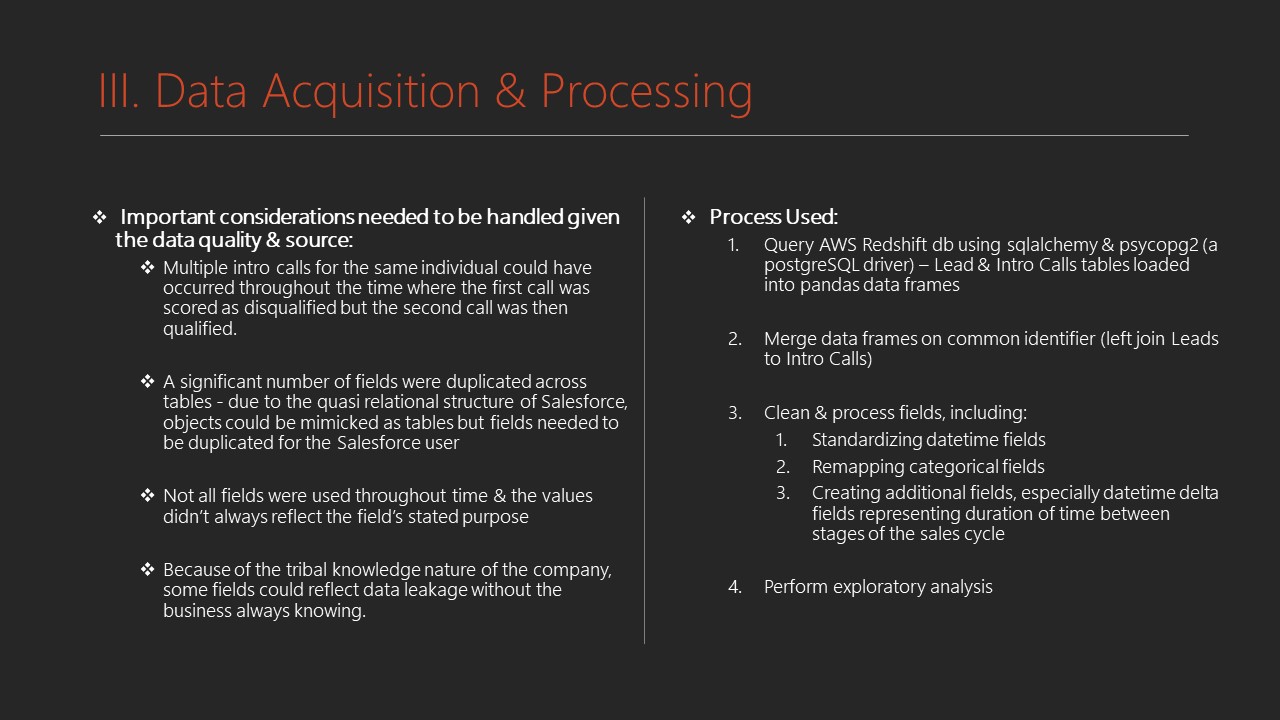 III. Data Acquisition & Processing
❖ Important considerations needed to be handled given
the data quality & source:
❖ Multiple intro calls for the same individual could have
occurred throughout the time where the first call was
scored as disqualified but the second call was then
qualified.
❖ A significant number of fields were duplicated across
tables - due to the quasi relational structure of Salesforce,
objects could be mimicked as tables but fields needed to
be duplicated for the Salesforce user
❖ Not all fields were used throughout time & the values
didn’t always reflect the field’s stated purpose
❖ Because of the tribal knowledge nature of the company,
some fields could reflect data leakage without the
business always knowing.
❖ Process Used:
1. Query AWS Redshift db using sqlalchemy & psycopg2 (a
postgreSQL driver) – Lead & Intro Calls tables loaded
into pandas data frames
2. Merge data frames on common identifier (left join Leads
to Intro Calls)
3. Clean & process fields, including:
1. Standardizing datetime fields
2. Remapping categorical fields
3. Creating additional fields, especially datetime delta
fields representing duration of time between
stages of the sales cycle
4. Perform exploratory analysis